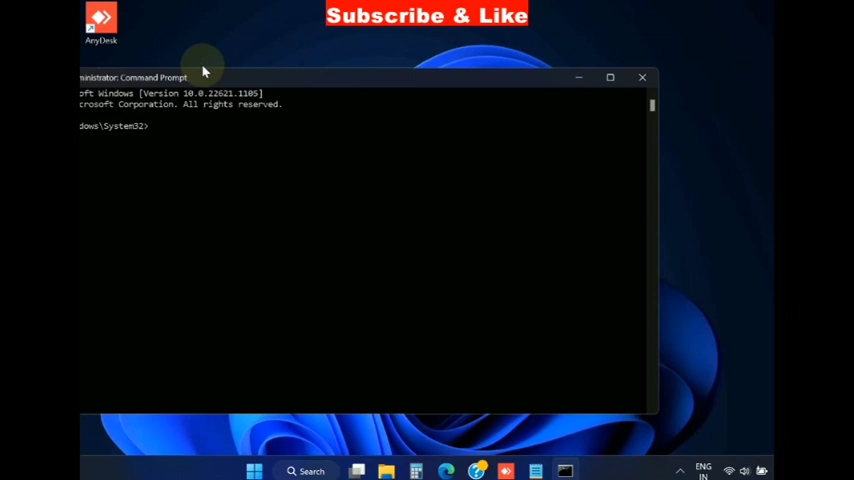 Subscribe & Like
AnyDesk
ministrator: Command Prompt
oft Windows [Version 10.0.22621.1105]
crosoft Corporation. All rights reserved.
dows\System32>
Search
ENG
IN